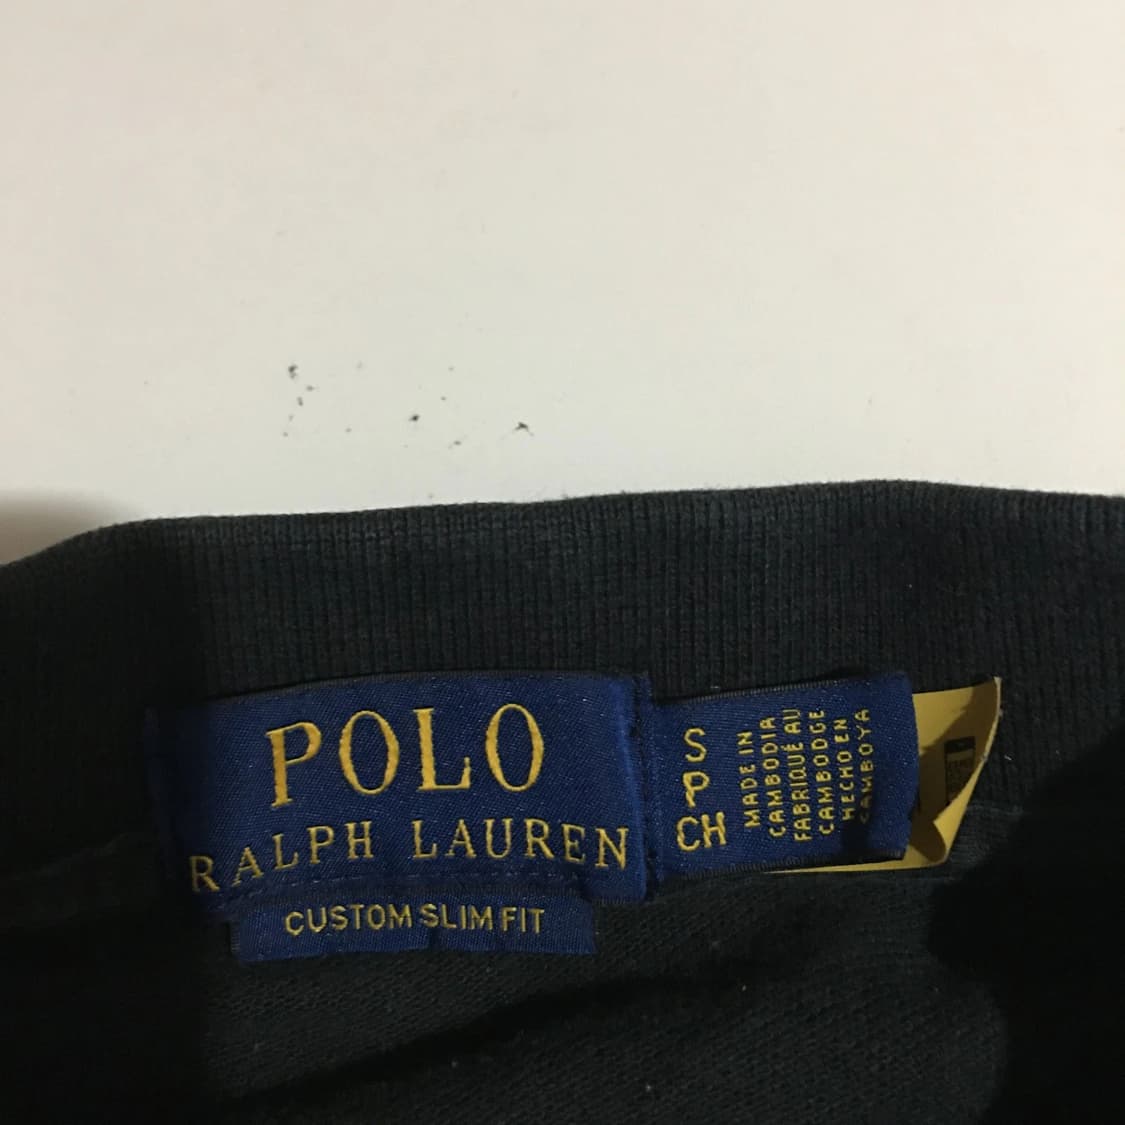 POLO
RALPH LAUREN
CUSTOM SLIM FIT
S
P
CH
MADE IN
CAMBODIA
FABRIQUÉ AU
CAMBODGE
HECHO EN
CAMBOYA